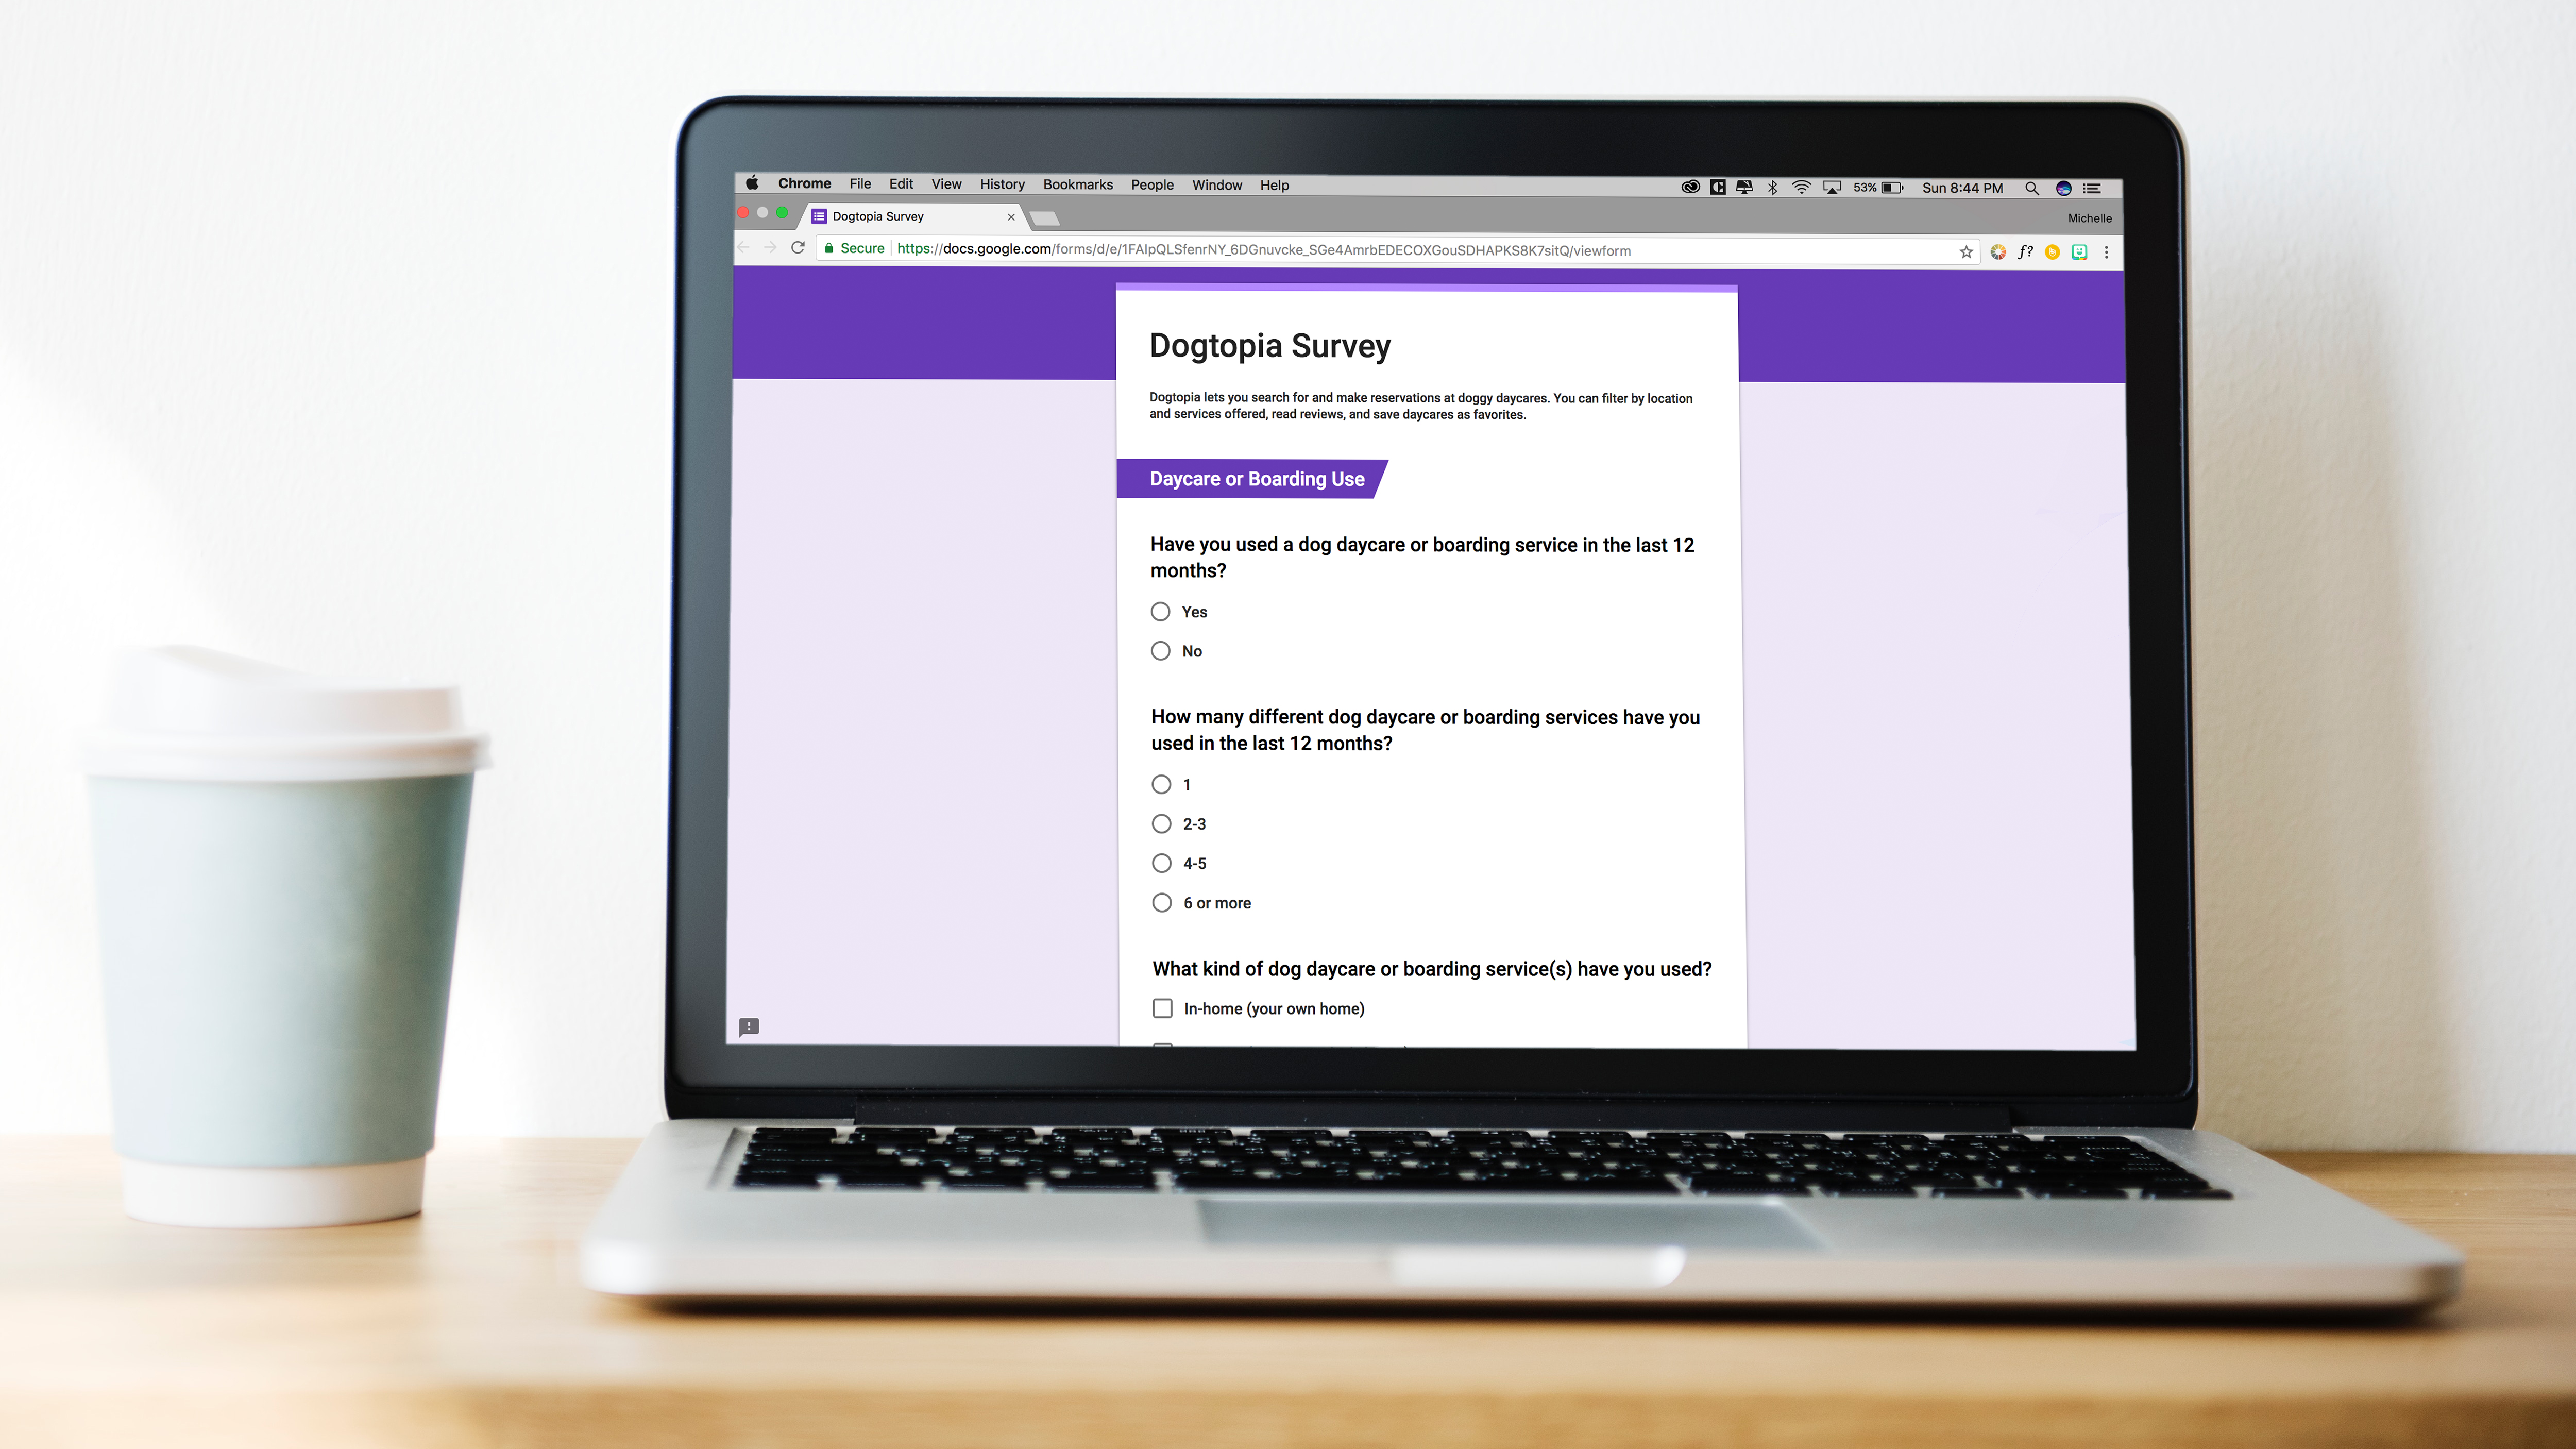 Chrome File Edit View History Bookmarks People Window Help 53% Sun 8:44 PM
Dogtopia Survey Michelle
Secure https://docs.google.com/forms/d/e/1FAIpQLSfenrNY_6DGnuvcke_SGe4AmrbEDECOXGouSDHAPKS8K7sitQ/viewform f?
Dogtopia Survey
Dogtopia lets you search for and make reservations at doggy daycares. You can filter by location
and services offered, read reviews, and save daycares as favorites.
Daycare or Boarding Use
Have you used a dog daycare or boarding service in the last 12
months?
Yes
No
How many different dog daycare or boarding services have you
used in the last 12 months?
1
2-3
4-5
6 or more
What kind of dog daycare or boarding service(s) have you used?
In-home (your own home)